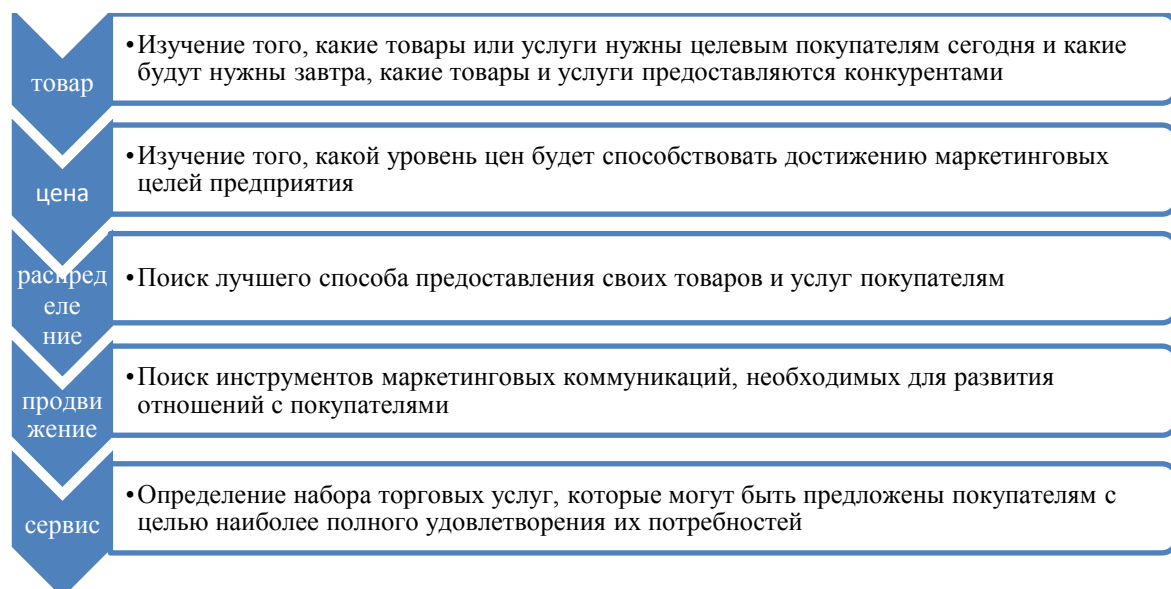 товар
•Изучение того, какие товары или услуги нужны целевым покупателям сегодня и какие
будут нужны завтра, какие товары и услуги предоставляются конкурентами
цена
•Изучение того, какой уровень цен будет способствовать достижению маркетинговых
целей предприятия
распред
еле
ние
•Поиск лучшего способа предоставления своих товаров и услуг покупателям
продви
жение
•Поиск инструментов маркетинговых коммуникаций, необходимых для развития
отношений с покупателями
сервис
•Определение набора торговых услуг, которые могут быть предложены покупателям с
целью наиболее полного удовлетворения их потребностей